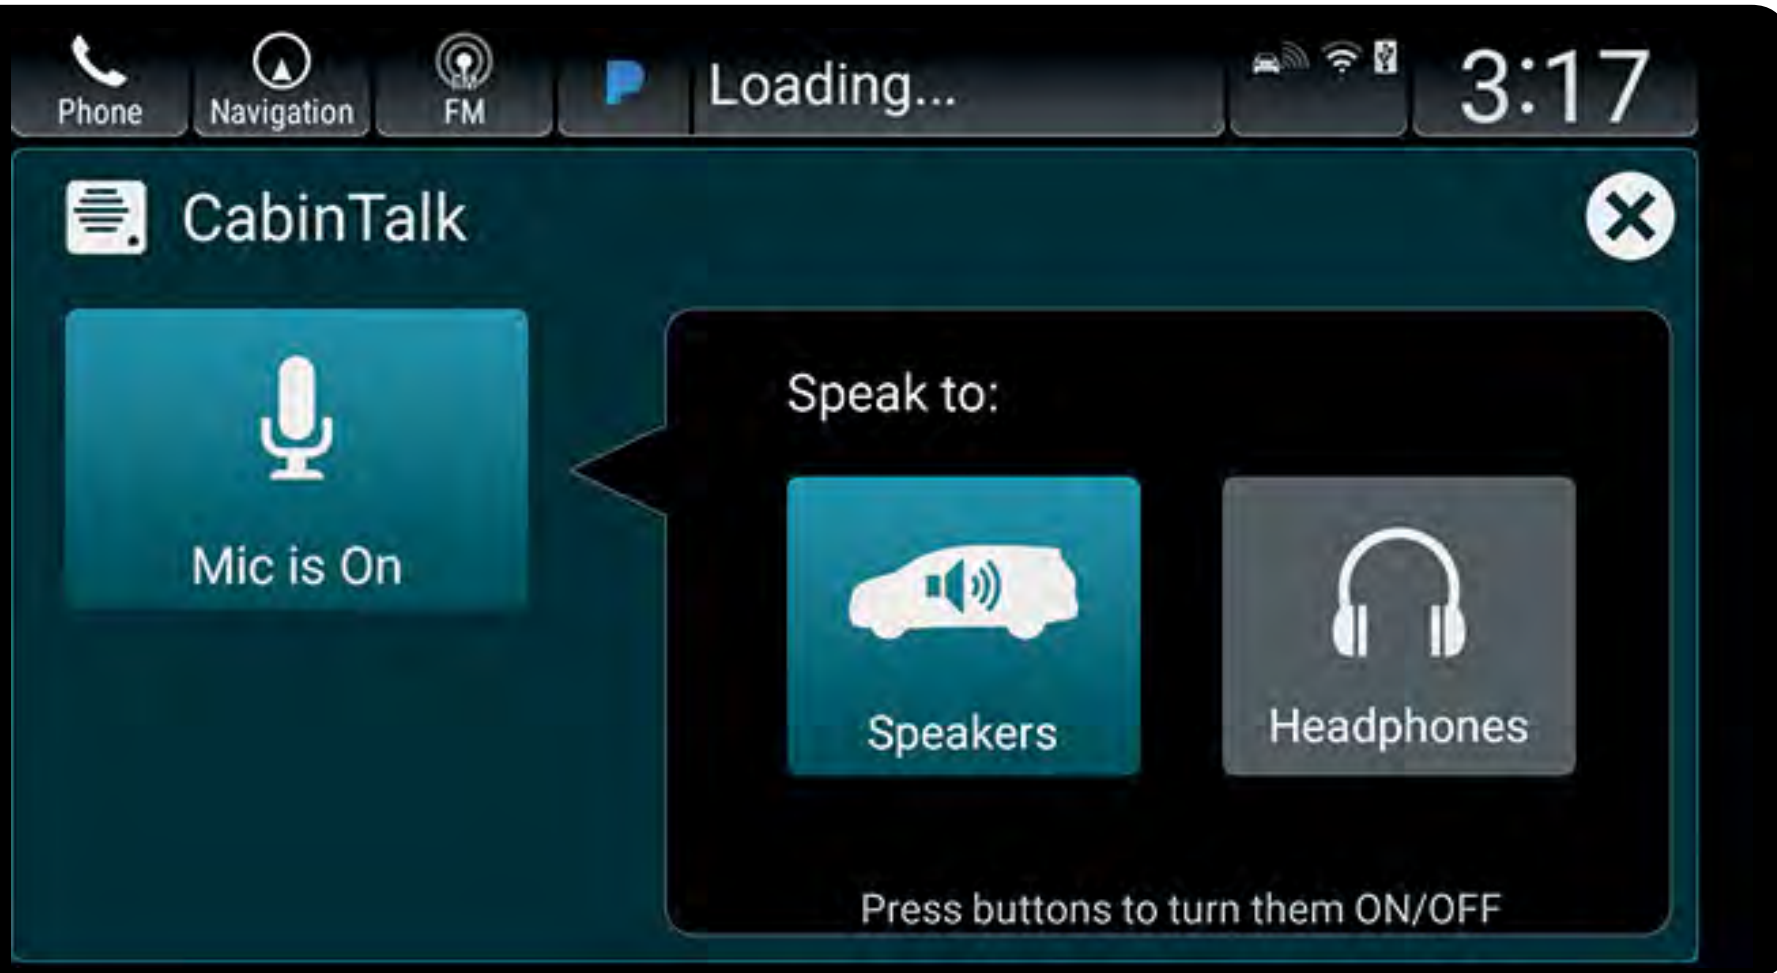 Phone
Navigation
FM
Loading...
3:17
CabinTalk
Mic is On
Speak to:
Speakers
Headphones
Press buttons to turn them ON/OFF